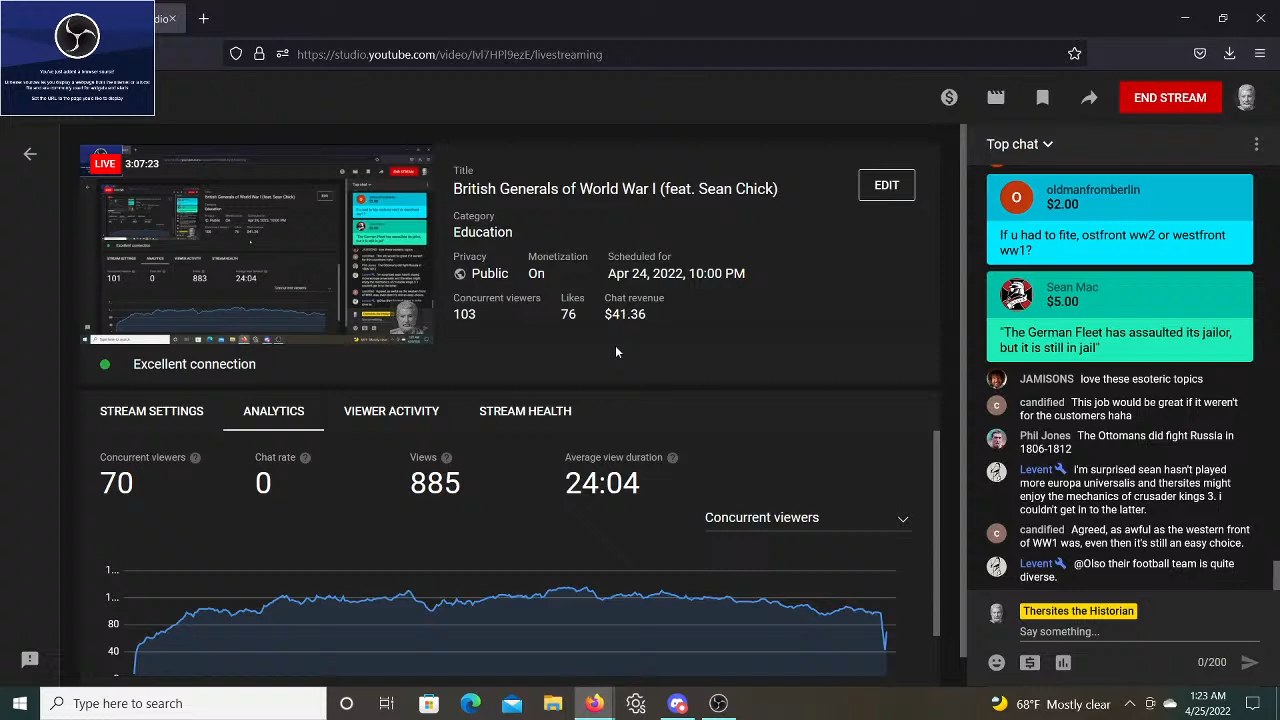 dio
You've just added a browser source!
https://studio.youtube.com/video/
/livestreaming
END STREAM
LIVE
3:07:23
Title
British Generals of World War I (feat. Sean Chick)
EDIT
Category
Education
Privacy
Public
On
Apr 24, 2022, 10:00 PM
Concurrent viewers
103
76
Chat revenue
$41.36
Excellent connection
STREAM SETTINGS
ANALYTICS
VIEWER ACTIVITY
STREAM HEALTH
Concurrent viewers
Chat rate
Views
Average view duration
70
0
885
24:04
Concurrent viewers
1...
1...
80
40
Top chat
oldmanfromberlin
$2.00
If u had to fite, ostfront ww2 or westfront
ww1?
Sean Mac
$5.00
"The German Fleet has assaulted its jailor,
but it is still in jail"
JAMISONS love these esoteric topics
candified This job would be great if it weren't
for the customers haha
Phil Jones The Ottomans did fight Russia in
1806-1812
Levent I'm surprised sean hasn't played
more europa universalis and thersites might
enjoy the mechanics of crusader kings 3. i
couldn't get in to the latter.
candified Agreed, as awful as the western front
of WW1 was, even then it's still an easy choice.
Levent @Olso their football team is quite
diverse.
Thersites the Historian
Say something...
0/200
Type here to search
68°F Mostly clear
1:23 AM
4/25/2022